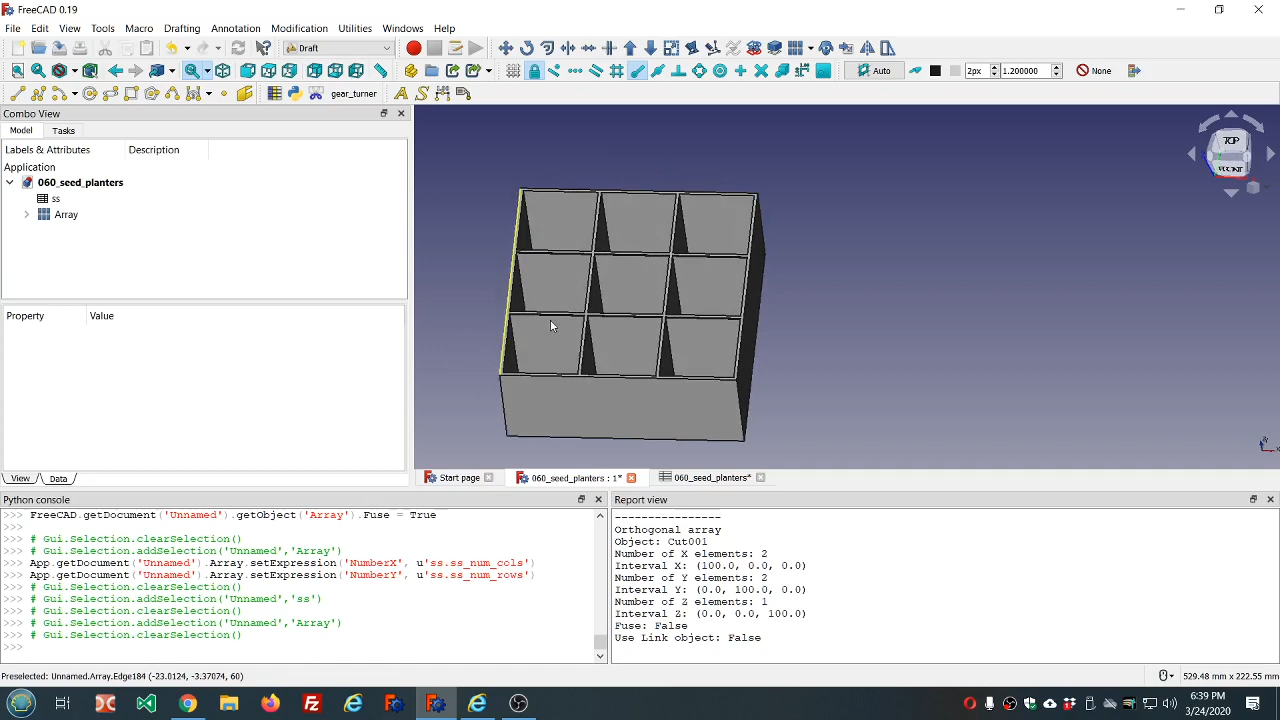 FreeCAD 0.19
File Edit View Tools Macro Drafting Annotation Modification Utilities Windows Help
Draft
Auto 2px 1.200000 None
gear_turner
Combo View
Model Tasks
Labels & Attributes Description
Application
060_seed_planters
ss
Array
Property Value
TOP
FRONT
View Data
Start page 060_seed_planters : 1* 060_seed_planters*
Python console
>>> FreeCAD.getDocument('Unnamed').getObject('Array').Fuse = True
>>>
>>> # Gui.Selection.clearSelection()
>>> # Gui.Selection.addSelection('Unnamed','Array')
>>> App.getDocument('Unnamed').Array.setExpression('NumberX', u'ss.ss_num_cols')
>>> App.getDocument('Unnamed').Array.setExpression('NumberY', u'ss.ss_num_rows')
>>> # Gui.Selection.clearSelection()
>>> # Gui.Selection.addSelection('Unnamed','ss')
>>> # Gui.Selection.clearSelection()
>>> # Gui.Selection.addSelection('Unnamed','Array')
>>> # Gui.Selection.clearSelection()
>>>
Report view
----------------
Orthogonal array
Object: Cut001
Number of X elements: 2
Interval X: (100.0, 0.0, 0.0)
Number of Y elements: 2
Interval Y: (0.0, 100.0, 0.0)
Number of Z elements: 1
Interval Z: (0.0, 0.0, 100.0)
Fuse: False
Use Link object: False
Preselected: Unnamed.Array.Edge184 (-23.0124, -3.37074, 60)
529.48 mm x 222.55 mm
6:39 PM
3/24/2020